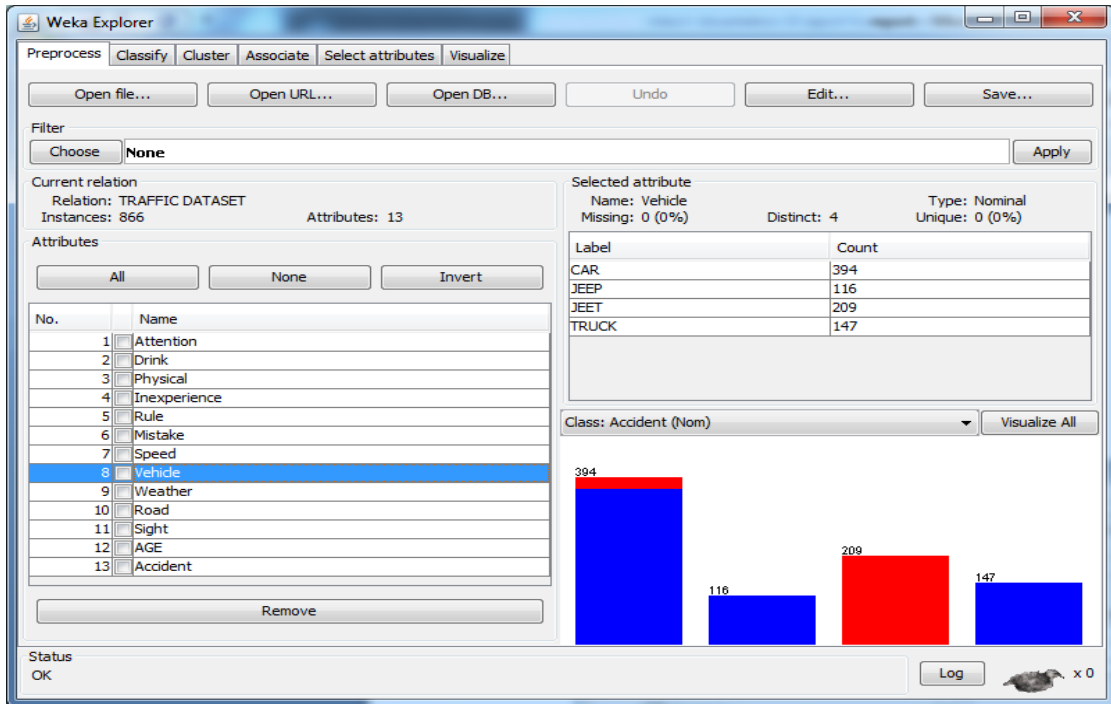 Weka Explorer
Preprocess Classify Cluster Associate Select attributes Visualize
Open file... Open URL... Open DB... Undo Edit... Save...
Filter
Choose None Apply
Current relation
Relation: TRAFFIC DATASET
Instances: 866 Attributes: 13
Attributes
All None Invert
No. Name
1 Attention
2 Drink
3 Physical
4 Inexperience
5 Rule
6 Mistake
7 Speed
8 Vehicle
9 Weather
10 Road
11 Sight
12 AGE
13 Accident
Remove
Selected attribute
Name: Vehicle Type: Nominal
Missing: 0 (0%) Distinct: 4 Unique: 0 (0%)
Label Count
CAR 394
JEEP 116
JEET 209
TRUCK 147
Class: Accident (Nom) Visualize All
394
116
209
147
Status
OK
Log x 0